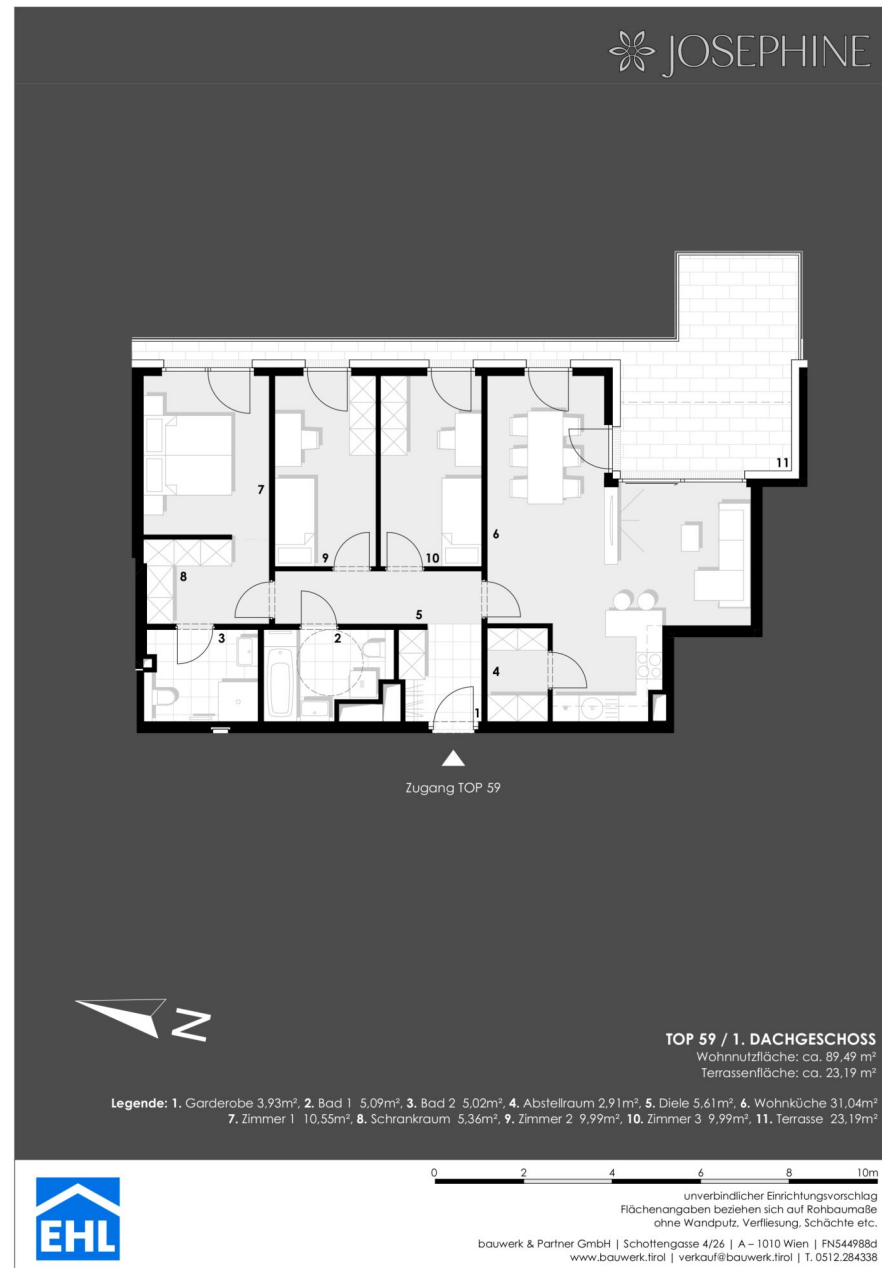 JOSEPHINE
11
7
6
9
10
8
5
3
2
4
1
Zugang TOP 59
N
TOP 59 / 1. DACHGESCHOSS
Wohnnutzfläche: ca. 89,49 m²
Terrassenfläche: ca. 23,19 m²
Legende: 1. Garderobe 3,93m², 2. Bad 1 5,09m², 3. Bad 2 5,02m², 4. Abstellraum 2,91m², 5. Diele 5,61m², 6. Wohnküche 31,04m²
7. Zimmer 1 10,55m², 8. Schrankraum 5,36m², 9. Zimmer 2 9,99m², 10. Zimmer 3 9,99m², 11. Terrasse 23,19m²
0 2 4 6 8 10m
EHL
unverbindlicher Einrichtungsvorschlag
Flächenangaben beziehen sich auf Rohbaumaße
ohne Wandputz, Verfliesung, Schächte etc.
bauwerk & Partner GmbH | Schottengasse 4/26 | A – 1010 Wien | FN544988d
www.bauwerk.tirol | verkauf@bauwerk.tirol | T. 0512.284338